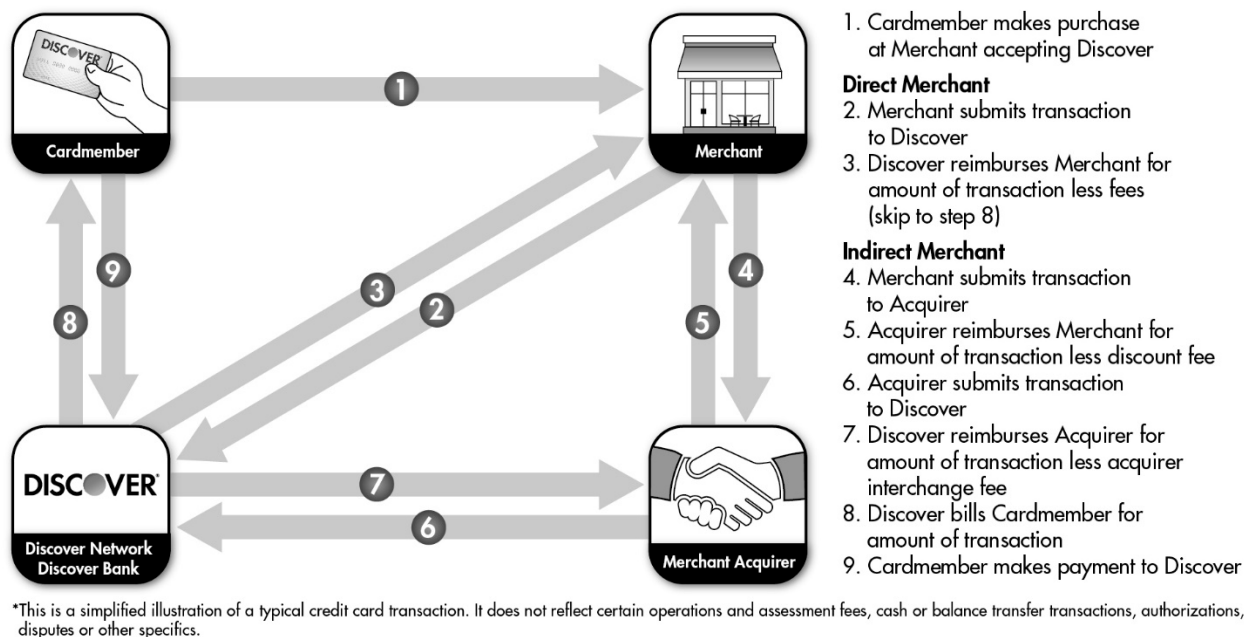 DISCOVER
Cardmember
1
Merchant
9
8
3
2
5
4
DISCOVER®
Discover Network
Discover Bank
7
6
Merchant Acquirer
1. Cardmember makes purchase
at Merchant accepting Discover
Direct Merchant
2. Merchant submits transaction
to Discover
3. Discover reimburses Merchant for
amount of transaction less fees
(skip to step 8)
Indirect Merchant
4. Merchant submits transaction
to Acquirer
5. Acquirer reimburses Merchant for
amount of transaction less discount fee
6. Acquirer submits transaction
to Discover
7. Discover reimburses Acquirer for
amount of transaction less acquirer
interchange fee
8. Discover bills Cardmember for
amount of transaction
9. Cardmember makes payment to Discover
*This is a simplified illustration of a typical credit card transaction. It does not reflect certain operations and assessment fees, cash or balance transfer transactions, authorizations,
disputes or other specifics.